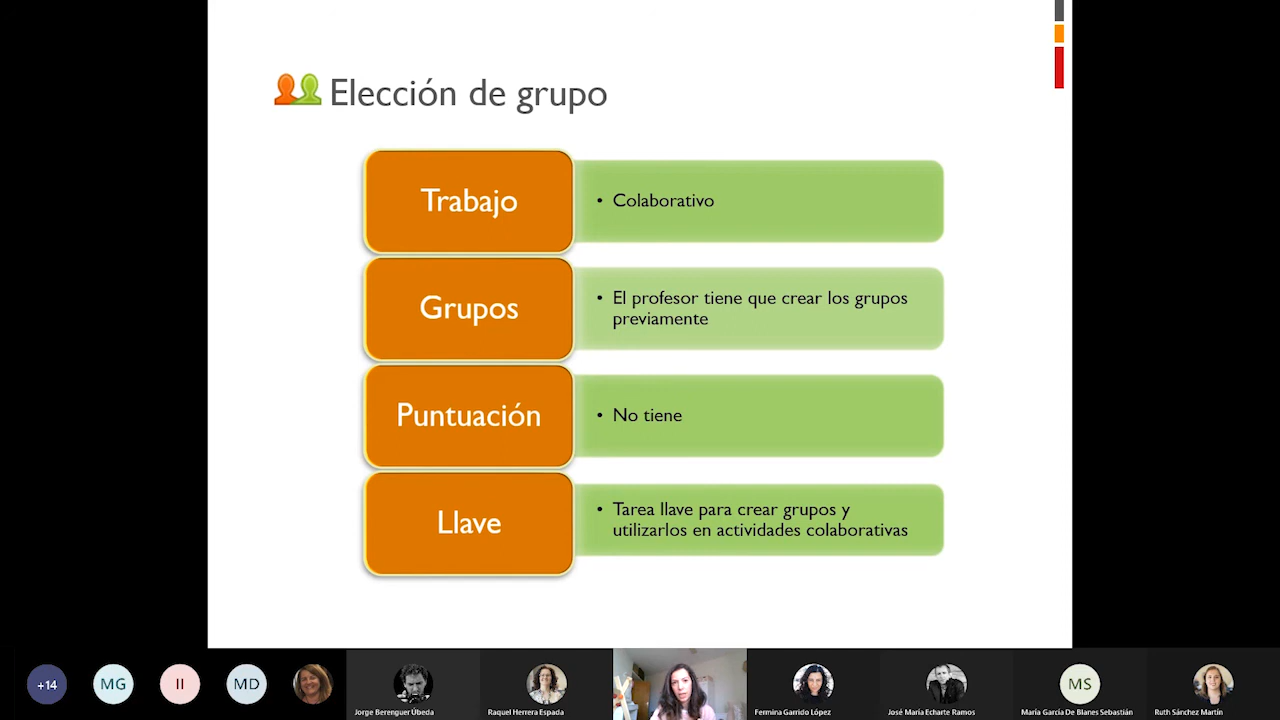 Elección de grupo
Trabajo
• Colaborativo
Grupos
• El profesor tiene que crear los grupos
previamente
Puntuación
• No tiene
Llave
• Tarea llave para crear grupos y
utilizarlos en actividades colaborativas
+14
MG
II
MD
Jorge Berenguer Úbeda
Raquel Herrera Espada
Fermina Garrido López
José María Echarte Ramos
MS
María García De Blanes Sebastián
Ruth Sánchez Martín